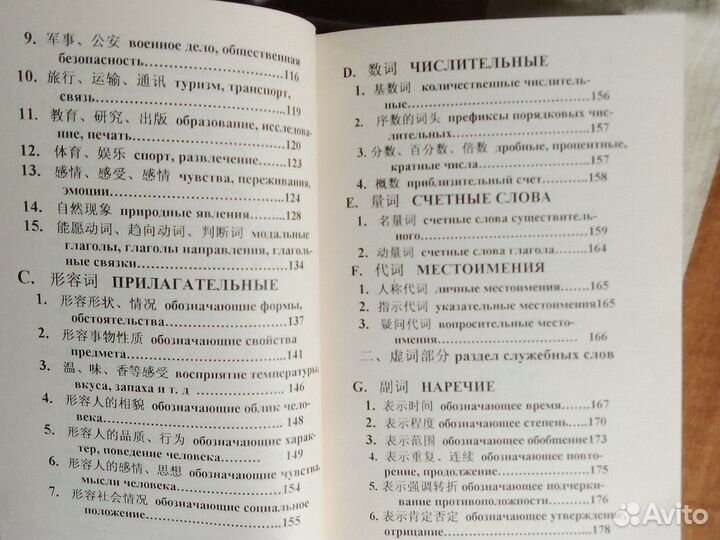 9. 军事、公安 военное дело, общественная
безопасность................116
10. 旅行、运输、通讯 туризм, транспорт,
связь................119
11. 教育、研究、出版 образование, исследова-
ние, печать................120
12. 体育、娱乐 спорт, развлечение........123
13. 感情、感受、感情 чувства, переживания,
эмоции................124
14. 自然现象 природные явления.......128
15. 能愿动词、趋向动词、判断词 модальные
глаголы, глаголы направления, глаголь-
ные связки................134
C. 形容词 ПРИЛАГАТЕЛЬНЫЕ
1. 形容形状、情况 обозначающие формы,
обстоятельства................137
2. 形容事物性质 обозначающие свойства
предмета................141
3. 温、味、香等感受 восприятие температуры,
вкуса, запаха и т. д ........146
4. 形容人的相貌 обозначающие облик чело-
века................148
5. 形容人的品质、行为 обозначающие харак-
тер, поведение человека ......149
6. 形容人的感情、思想 обозначающие чувства,
мысли человека................154
7. 形容社会情况 обозначающие социальное
положение................155
D. 数词 ЧИСЛИТЕЛЬНЫЕ
1. 基数词 количественные числитель-
ные................156
2. 序数的词头 префиксы порядковых чис-
лительных................157
3. 分数、百分数、倍数 дробные, процентные,
кратные числа................157
4. 概数 приблизительный счет........158
E. 量词 СЧЕТНЫЕ СЛОВА
1. 名量词 счетные слова существитель-
ного................159
2. 动量词 счетные слова глагола......164
F. 代词 МЕСТОИМЕНИЯ
1. 人称代词 личные местоимения......165
2. 指示代词 указательные местоимения165
3. 疑问代词 вопросительные место-
имения................166
二、虚词部分 раздел служебных слов
G. 副词 НАРЕЧИЕ
1. 表示时间 обозначающее время.......167
2. 表示程度 обозначающее степень.....170
3. 表示范围 обозначающее обобщение173
4. 表示重复、连续 обозначающее повто-
рение, продолжение............175
5. 表示强调转折 обозначающее подчерки-
вание противоположности......176
6. 表示肯定否定 обозначающее утверждение,
отрицание................178
Avito